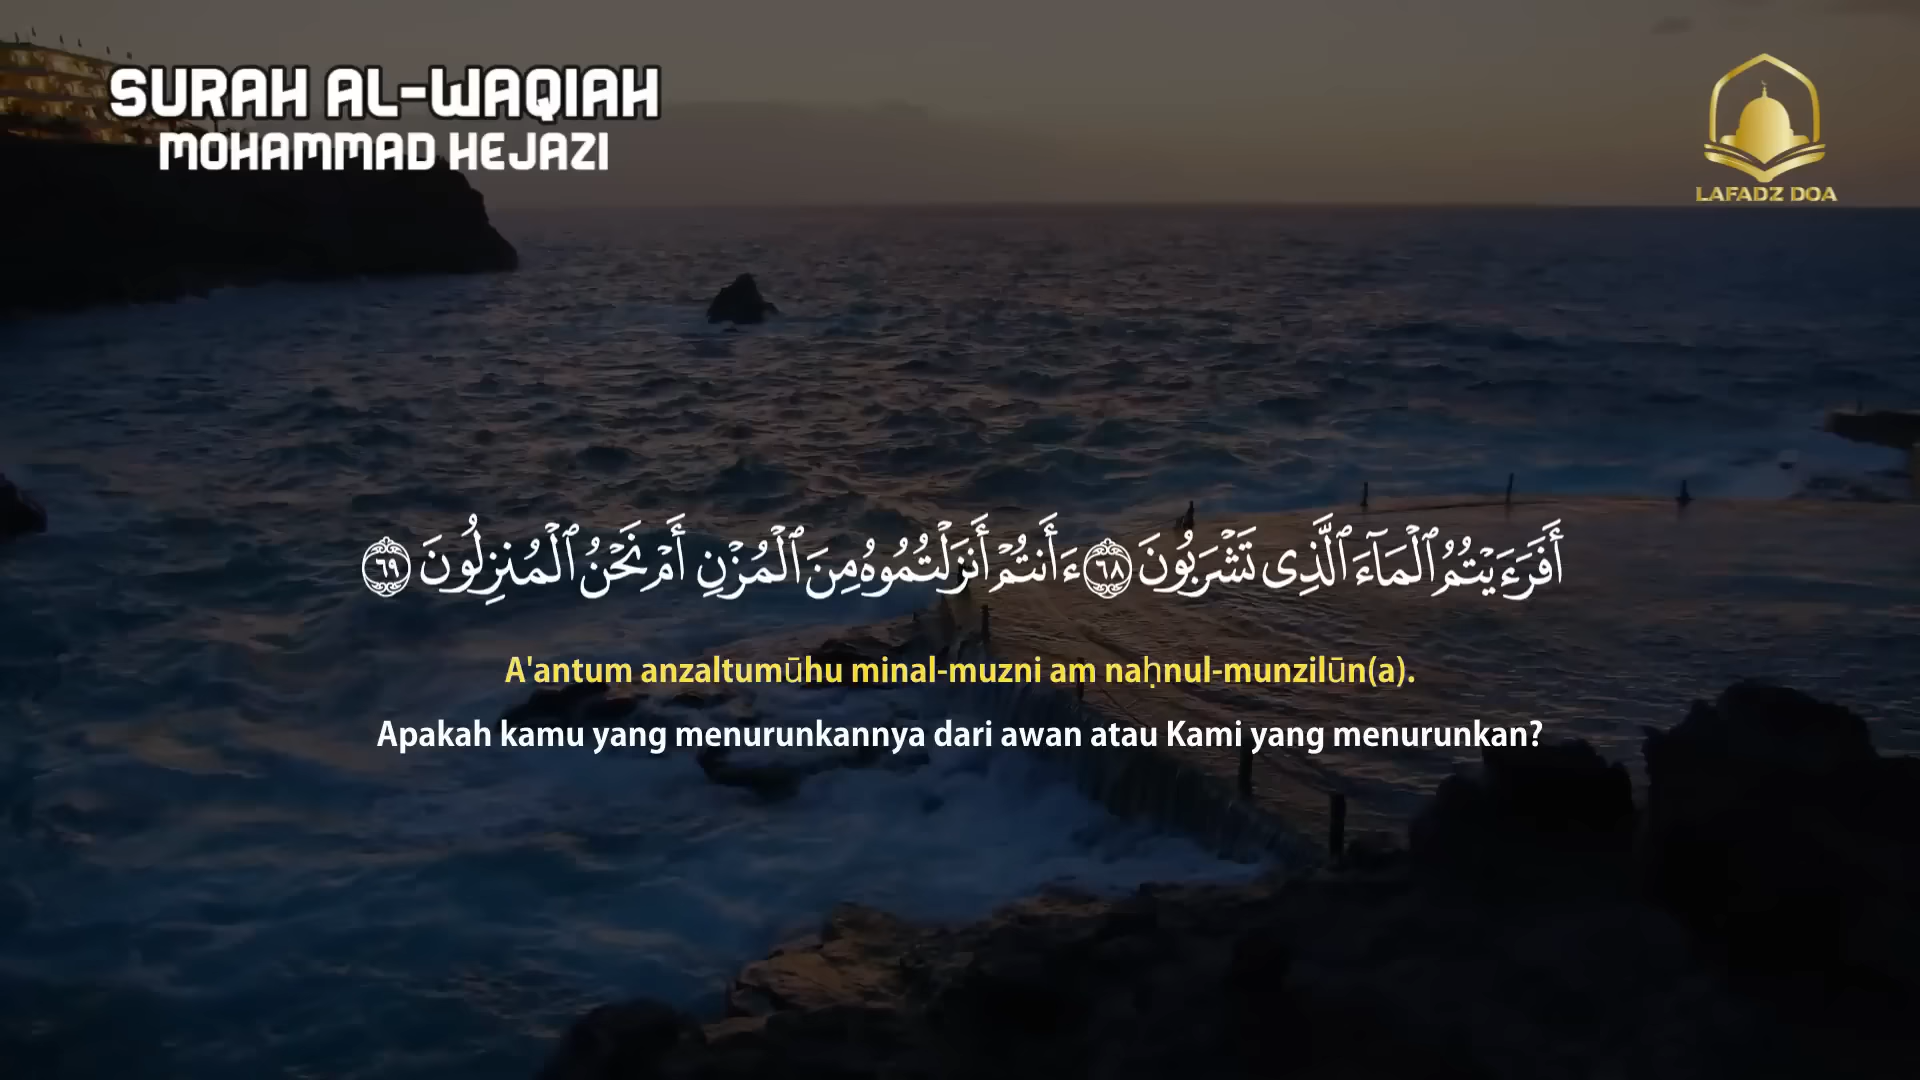 SURAH AL-WAQIAH
MOHAMMAD HEJAZI
LAFADZ DOA
أَفَرَءَيْتُمُ ٱلْمَآءَ ٱلَّذِى تَشْرَبُونَ ٦٨ ءَأَنتُمْ أَنزَلْتُمُوهُ مِنَ ٱلْمُزْنِ أَمْ نَحْنُ ٱلْمُنزِلُونَ ٦٩
A'antum anzaltumūhu minal-muzni am naḥnul-munzilūn(a).
Apakah kamu yang menurunkannya dari awan atau Kami yang menurunkan?